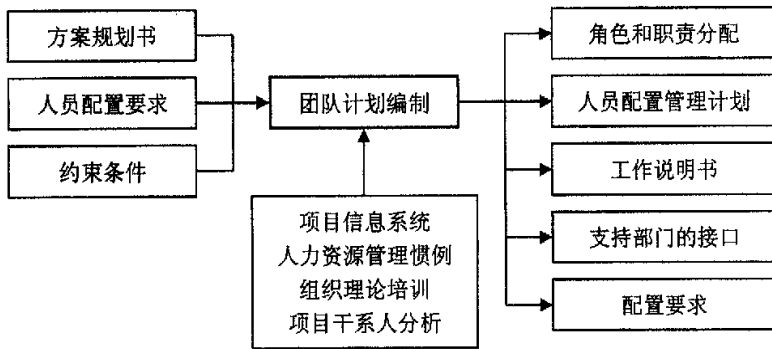 方案规划书
人员配置要求
约束条件
团队计划编制
项目信息系统
人力资源管理惯例
组织理论培训
项目干系人分析
角色和职责分配
人员配置管理计划
工作说明书
支持部门的接口
配置要求